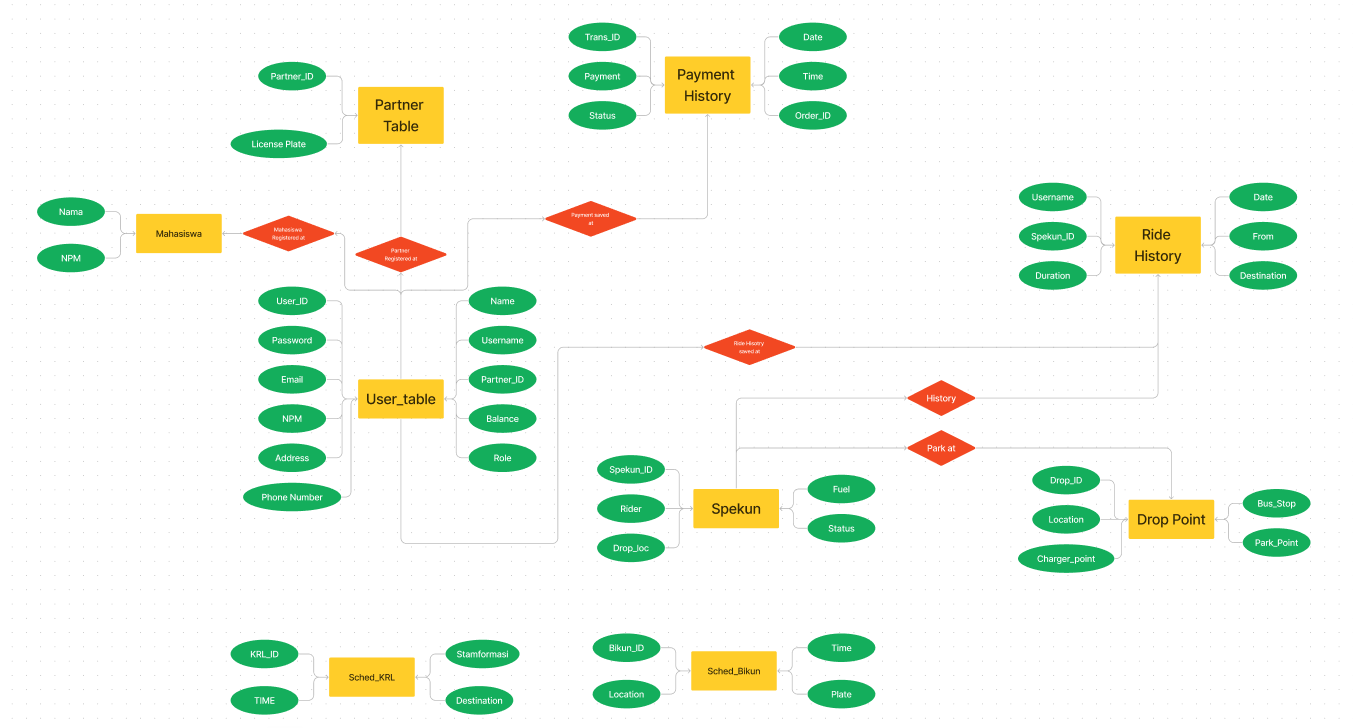 Trans_ID
Payment
Status
Payment
History
Date
Time
Order_ID
Partner_ID
License Plate
Partner
Table
Nama
NPM
Mahasiswa
Mahasiswa
Registered at
Partner
Registered at
Payment saved
at
Username
Spekun_ID
Duration
Ride
History
Date
From
Destination
User_ID
Password
Email
NPM
Address
Phone Number
User_table
Name
Username
Partner_ID
Balance
Role
Ride Hisotry
saved at
History
Park at
Spekun_ID
Rider
Drop_loc
Spekun
Fuel
Status
Drop_ID
Location
Charger_point
Drop Point
Bus_Stop
Park_Point
KRL_ID
TIME
Sched_KRL
Stamformasi
Destination
Bikun_ID
Location
Sched_Bikun
Time
Plate